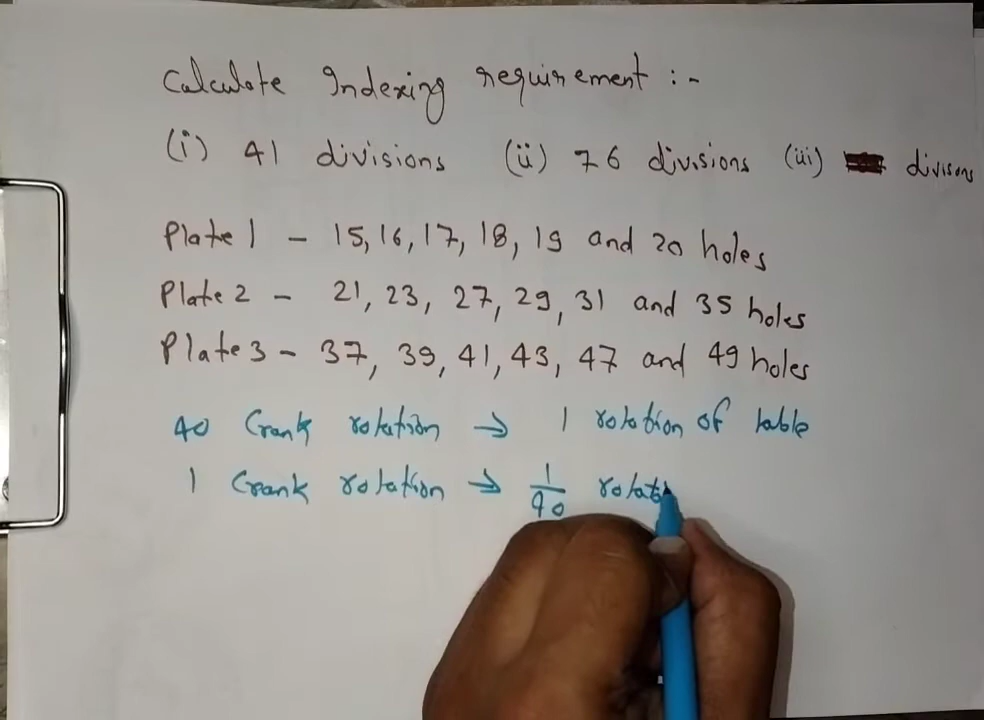 Calculate Indexing requirement :-
(i) 41 divisions (ii) 76 divisions (iii) divisons
Plate 1 - 15, 16, 17, 18, 19 and 20 holes
Plate 2 - 21, 23, 27, 29, 31 and 35 holes
Plate 3 - 37, 39, 41, 43, 47 and 49 holes
40 Crank rotation → 1 rotation of table
1 Crank rotation → 1/40 rotati